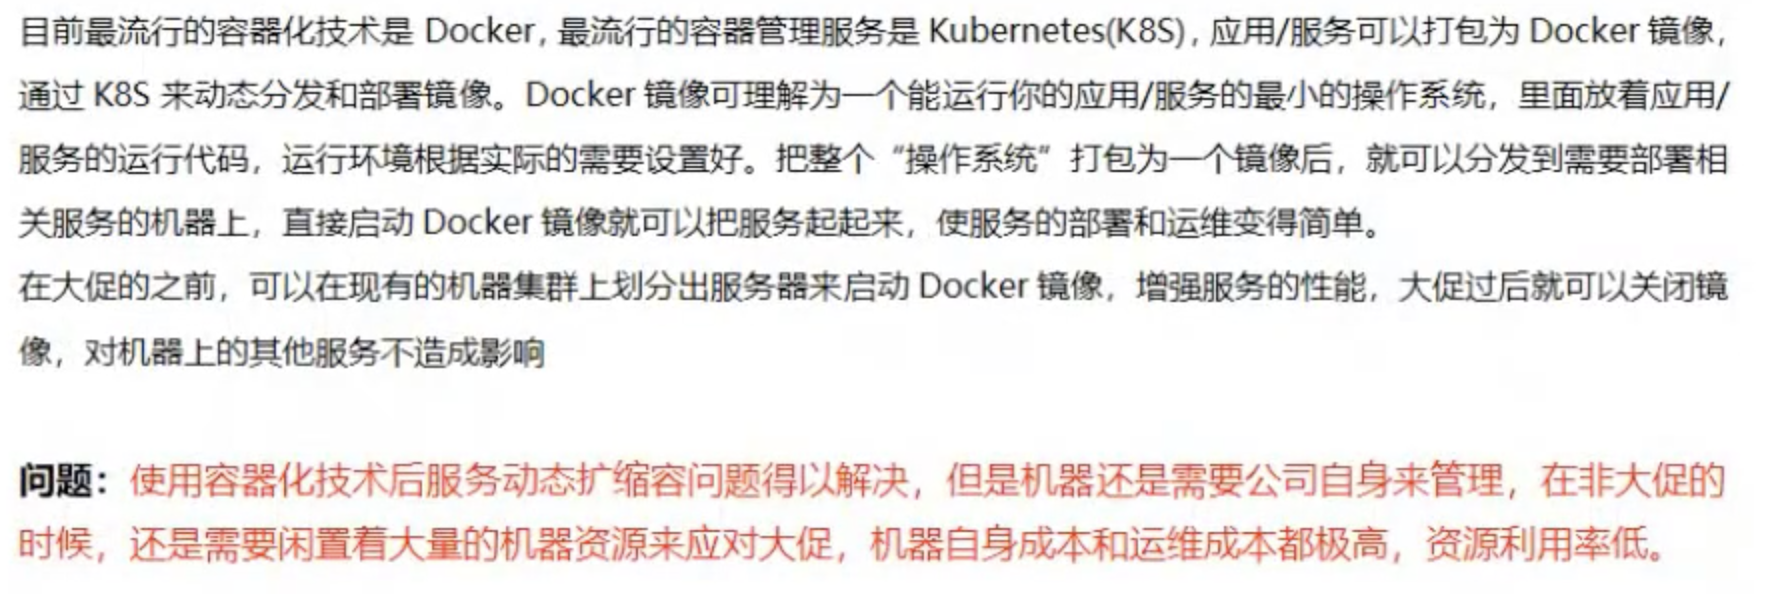 目前最流行的容器化技术是 Docker，最流行的容器管理服务是 Kubernetes(K8S)，应用/服务可以打包为 Docker 镜像，
通过 K8S 来动态分发和部署镜像。Docker 镜像可理解为一个能运行你的应用/服务的最小的操作系统，里面放着应用/
服务的运行代码，运行环境根据实际的需要设置好。把整个“操作系统”打包为一个镜像后，就可以分发到需要部署相
关服务的机器上，直接启动 Docker 镜像就可以把服务起起来，使服务的部署和运维变得简单。
在大促的之前，可以在现有的机器集群上划分出服务器来启动 Docker 镜像，增强服务的性能，大促过后就可以关闭镜
像，对机器上的其他服务不造成影响
问题：使用容器化技术后服务动态扩缩容问题得以解决，但是机器还是需要公司自身来管理，在非大促的
时候，还是需要闲置着大量的机器资源来应对大促，机器自身成本和运维成本都极高，资源利用率低。